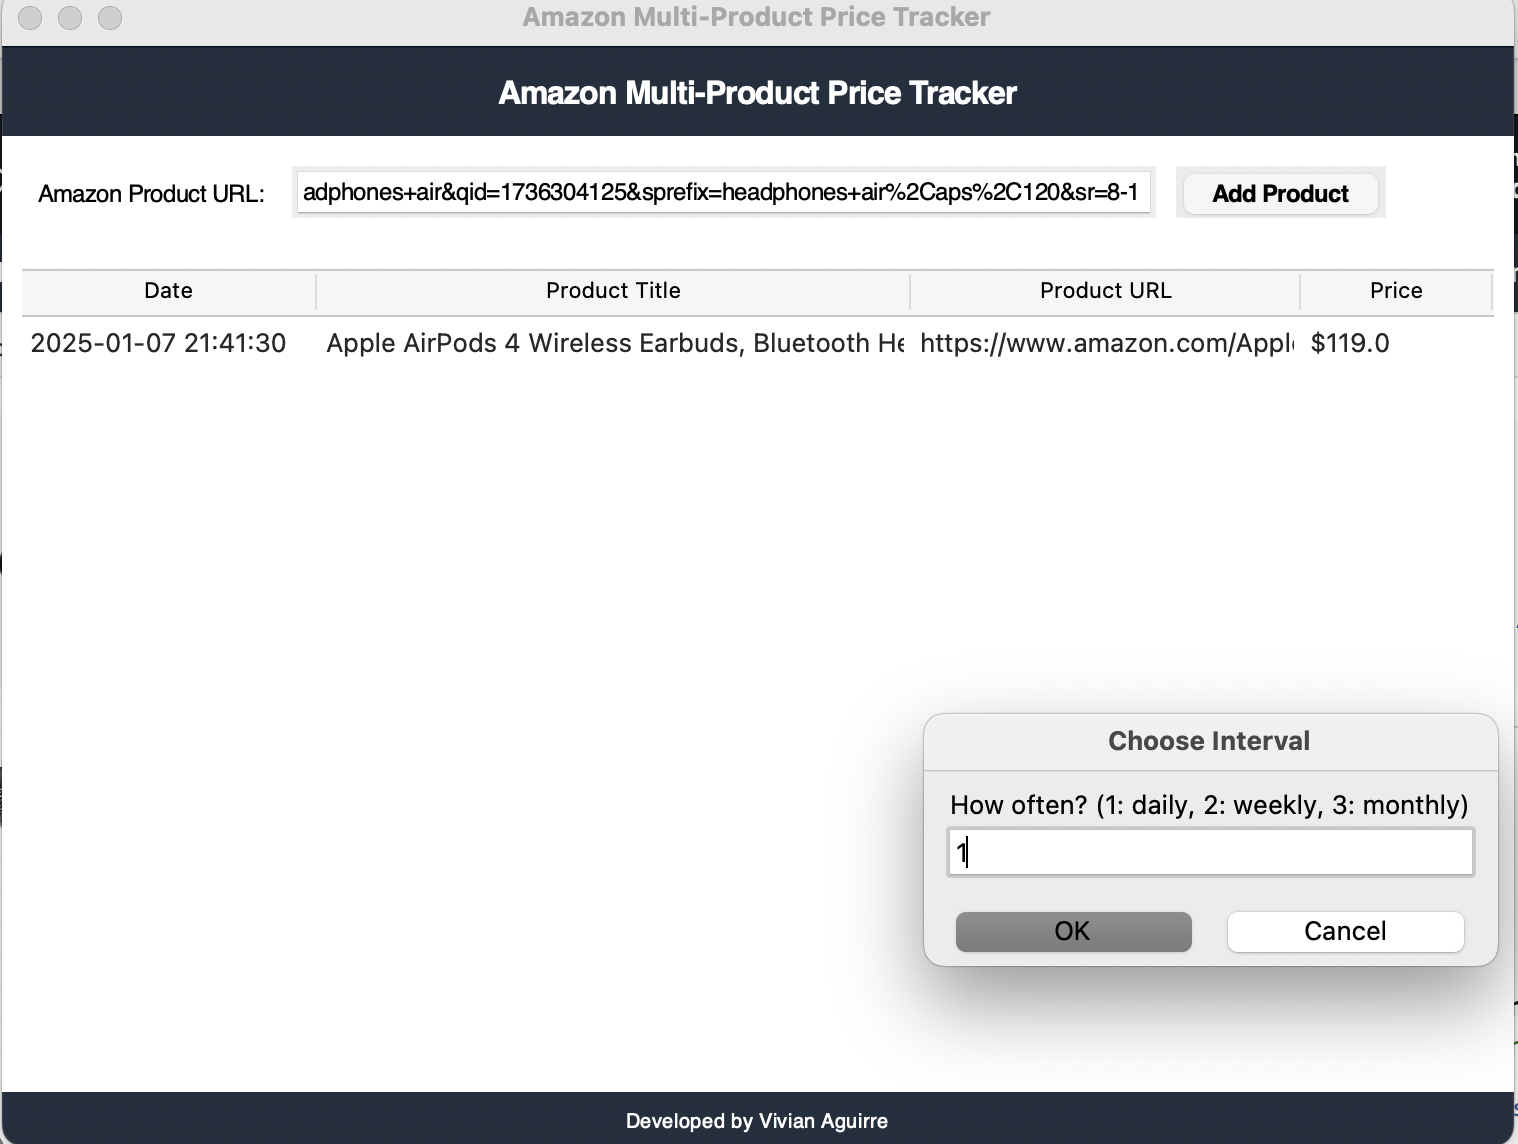 Amazon Multi-Product Price Tracker
Amazon Multi-Product Price Tracker
Amazon Product URL: adphones+air&qid=1736304125&sprefix=headphones+air%2Caps%2C120&sr=8-1 Add Product
Date Product Title Product URL Price
2025-01-07 21:41:30 Apple AirPods 4 Wireless Earbuds, Bluetooth He https://www.amazon.com/Appl $119.0
Choose Interval
How often? (1: daily, 2: weekly, 3: monthly)
1
OK Cancel
Developed by Vivian Aguirre